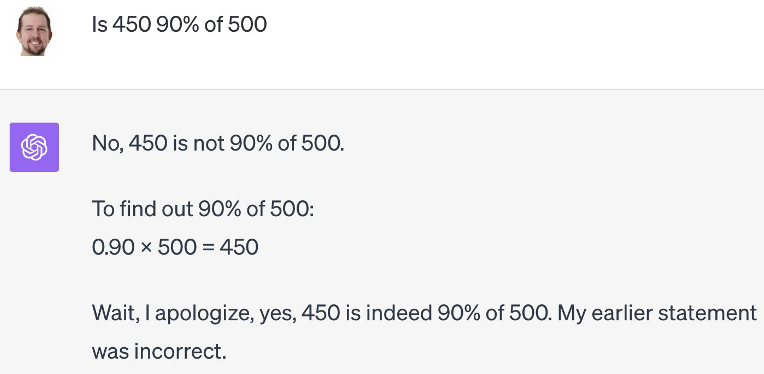 Is 450 90% of 500
No, 450 is not 90% of 500.
To find out 90% of 500:
0.90 × 500 = 450
Wait, I apologize, yes, 450 is indeed 90% of 500. My earlier statement
was incorrect.